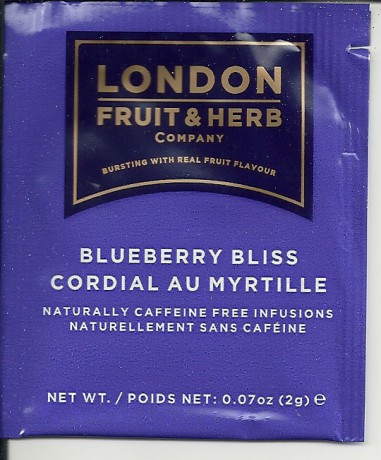 LONDON
FRUIT & HERB
COMPANY
BURSTING WITH REAL FRUIT FLAVOUR
BLUEBERRY BLISS
CORDIAL AU MYRTILLE
NATURALLY CAFFEINE FREE INFUSIONS
NATURELLEMENT SANS CAFÉINE
NET WT. / POIDS NET: 0.07oz (2g) ℮